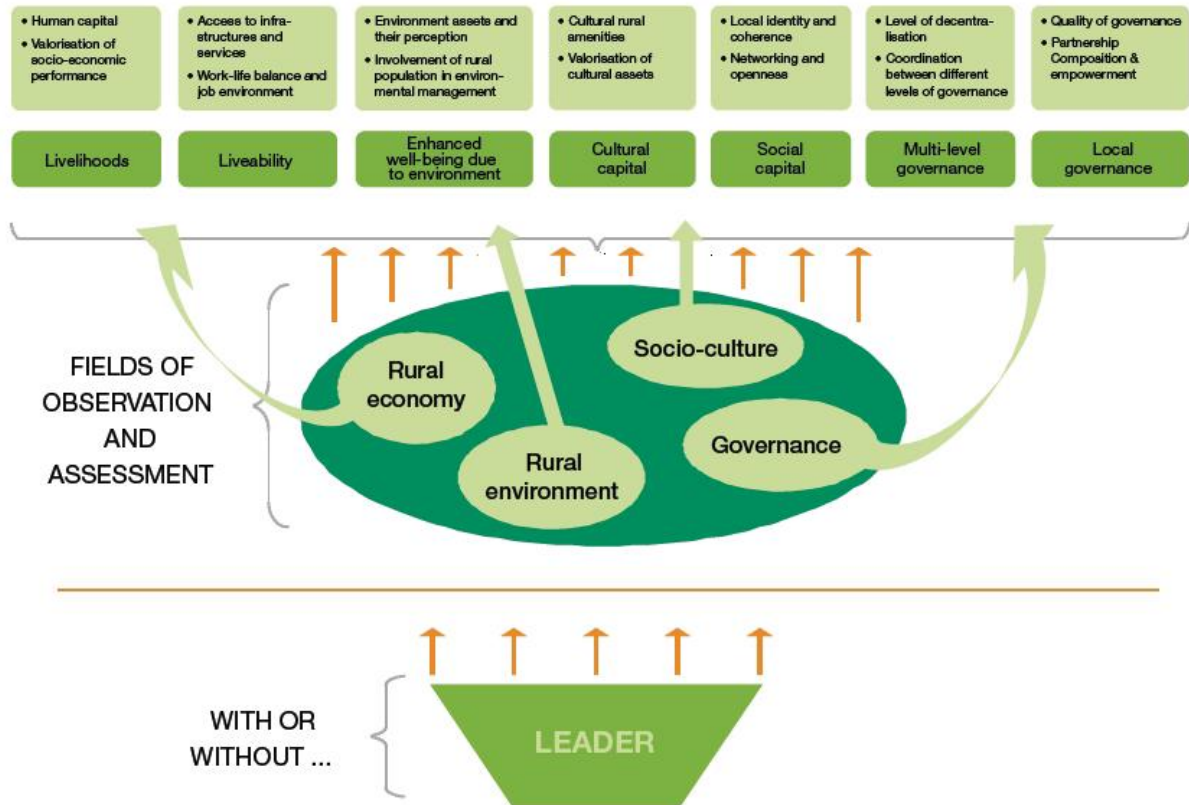 • Human capital
• Valorisation of
socio-economic
performance
• Access to infra-
structures and
services
• Work-life balance and
job environment
• Environment assets and
their perception
• Involvement of rural
population in environ-
mental management
• Cultural rural
amenities
• Valorisation of
cultural assets
• Local identity and
coherence
• Networking and
openness
• Level of decentra-
lisation
• Coordination
between different
levels of governance
• Quality of governance
• Partnership
Composition &
empowerment
Livelihoods
Liveability
Enhanced
well-being due
to environment
Cultural
capital
Social
capital
Multi-level
governance
Local
governance
FIELDS OF
OBSERVATION
AND
ASSESSMENT
Rural
economy
Rural
environment
Socio-culture
Governance
WITH OR
WITHOUT ...
LEADER